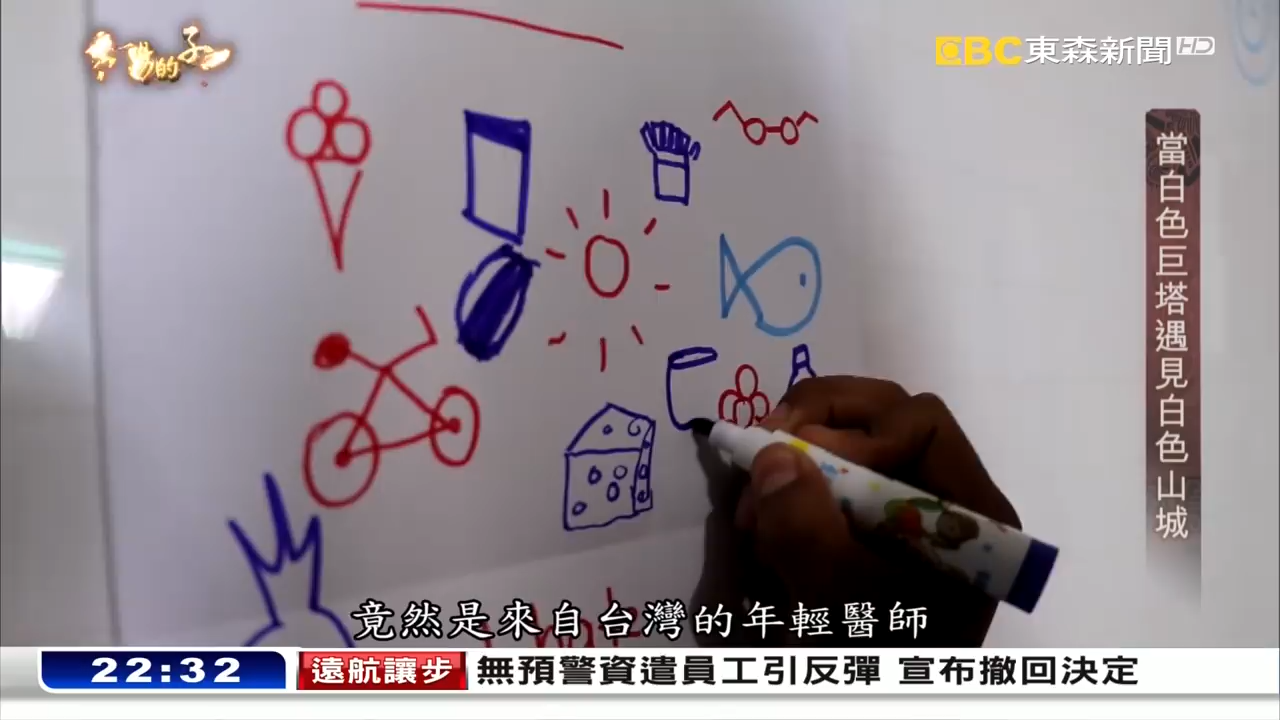 EBC東森新聞HD
當白色巨塔遇見白色山城
竟然是來自台灣的年輕醫師
22:32
遠航讓步
無預警資遣員工引反彈 宣布撤回決定